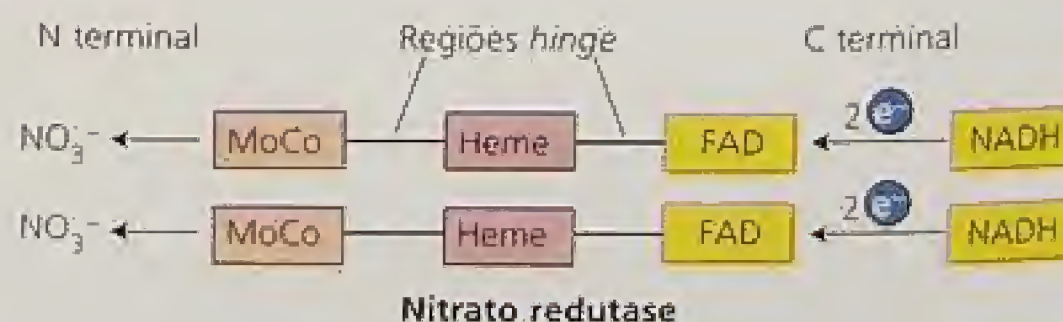 N terminal Regiões hinge C terminal
NO₃⁻ MoCo Heme FAD 2 e⁻ NADH
NO₃⁻ MoCo Heme FAD 2 e⁻ NADH
Nitrato redutase